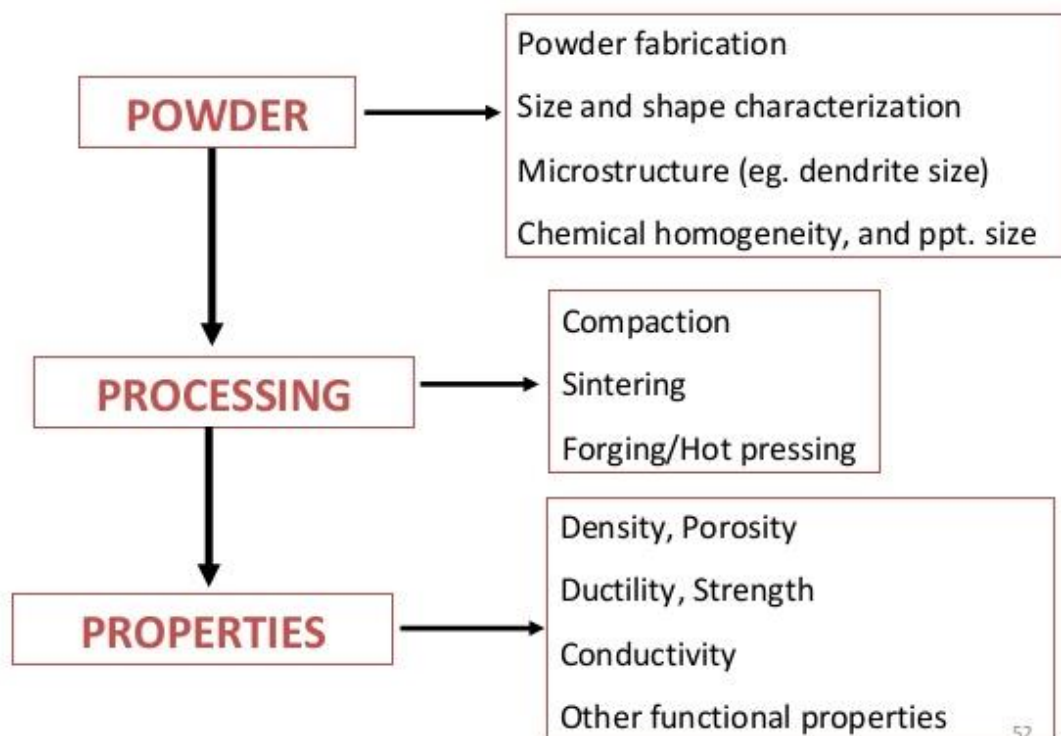 POWDER
Powder fabrication
Size and shape characterization
Microstructure (eg. dendrite size)
Chemical homogeneity, and ppt. size
PROCESSING
Compaction
Sintering
Forging/Hot pressing
PROPERTIES
Density, Porosity
Ductility, Strength
Conductivity
Other functional properties
52